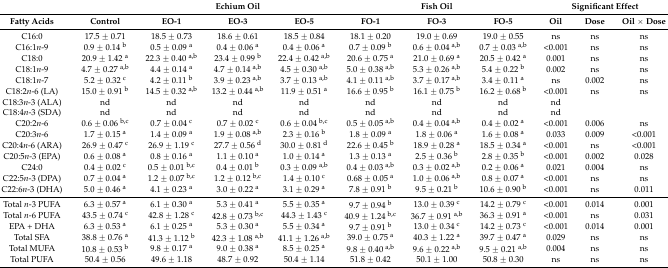 Echium Oil Fish Oil Significant Effect
Fatty Acids Control EO-1 EO-3 EO-5 FO-1 FO-3 FO-5 Oil Dose Oil × Dose
C16:0 17.5 ± 0.71 18.5 ± 0.73 18.6 ± 0.61 18.5 ± 0.84 18.1 ± 0.20 19.0 ± 0.69 19.0 ± 0.55 ns ns ns
C16:1n-9 0.9 ± 0.14 b 0.5 ± 0.09 a 0.4 ± 0.06 a 0.4 ± 0.06 a 0.7 ± 0.09 b 0.6 ± 0.04 a,b 0.7 ± 0.03 a,b <0.001 ns ns
C18:0 20.9 ± 1.42 a 22.3 ± 0.40 a,b 23.4 ± 0.99 b 22.4 ± 0.42 a,b 20.6 ± 0.75 a 21.0 ± 0.69 a 20.5 ± 0.42 a 0.001 ns ns
C18:1n-9 4.7 ± 0.27 a,b 4.4 ± 0.14 a 4.7 ± 0.14 a,b 4.5 ± 0.30 a,b 5.0 ± 0.38 a,b 5.3 ± 0.26 a,b 5.4 ± 0.22 b 0.002 ns ns
C18:1n-7 5.2 ± 0.32 c 4.2 ± 0.11 b 3.9 ± 0.23 a,b 3.7 ± 0.13 a,b 4.1 ± 0.11 a,b 3.7 ± 0.17 a,b 3.4 ± 0.11 a ns 0.002 ns
C18:2n-6 (LA) 15.0 ± 0.91 b 14.5 ± 0.32 a,b 13.2 ± 0.44 a,b 11.9 ± 0.51 a 16.6 ± 0.95 b 16.1 ± 0.75 b 16.2 ± 0.68 b <0.001 ns ns
C18:3n-3 (ALA) nd nd nd nd nd nd nd nd
C18:4n-3 (SDA) nd nd nd nd nd nd nd nd
C20:2n-6 0.6 ± 0.06 b,c 0.7 ± 0.04 c 0.7 ± 0.02 c 0.6 ± 0.04 b,c 0.5 ± 0.05 a,b 0.4 ± 0.04 a,b 0.4 ± 0.02 a <0.001 0.006 ns
C20:3n-6 1.7 ± 0.15 a 1.4 ± 0.09 a 1.9 ± 0.08 a,b 2.3 ± 0.16 b 1.8 ± 0.09 a 1.8 ± 0.06 a 1.6 ± 0.08 a 0.033 0.009 <0.001
C20:4n-6 (ARA) 26.9 ± 0.47 c 26.9 ± 1.19 c 27.7 ± 0.56 d 30.0 ± 0.81 d 22.6 ± 0.45 b 18.9 ± 0.28 a 18.5 ± 0.34 a <0.001 ns <0.001
C20:5n-3 (EPA) 0.6 ± 0.08 a 0.8 ± 0.16 a 1.1 ± 0.10 a 1.0 ± 0.14 a 1.3 ± 0.13 a 2.5 ± 0.36 b 2.8 ± 0.35 b <0.001 0.002 0.028
C24:0 0.4 ± 0.02 c 0.5 ± 0.01 b,c 0.4 ± 0.01 b 0.3 ± 0.09 a,b 0.4 ± 0.03 a,b 0.3 ± 0.02 a,b 0.2 ± 0.06 a 0.021 0.004 ns
C22:5n-3 (DPA) 0.7 ± 0.04 a 1.2 ± 0.07 b,c 1.2 ± 0.12 b,c 1.4 ± 0.10 c 0.68 ± 0.05 a 1.0 ± 0.06 a,b 0.8 ± 0.07 a <0.001 ns ns
C22:6n-3 (DHA) 5.0 ± 0.46 a 4.1 ± 0.23 a 3.0 ± 0.22 a 3.1 ± 0.29 a 7.8 ± 0.91 b 9.5 ± 0.21 b 10.6 ± 0.90 b <0.001 ns 0.011
Total n-3 PUFA 6.3 ± 0.57 a 6.1 ± 0.30 a 5.3 ± 0.41 a 5.5 ± 0.35 a 9.7 ± 0.94 b 13.0 ± 0.39 c 14.2 ± 0.79 c <0.001 0.014 0.001
Total n-6 PUFA 43.5 ± 0.74 c 42.8 ± 1.28 c 42.8 ± 0.73 b,c 44.3 ± 1.43 c 40.9 ± 1.24 b,c 36.7 ± 0.91 a,b 36.3 ± 0.91 a <0.001 ns 0.031
EPA + DHA 6.3 ± 0.53 a 6.1 ± 0.25 a 5.3 ± 0.30 a 5.5 ± 0.34 a 9.7 ± 0.91 b 13.0 ± 0.34 c 14.2 ± 0.73 c <0.001 0.014 0.001
Total SFA 38.8 ± 0.76 a 41.3 ± 1.12 b 42.3 ± 1.08 a,b 41.1 ± 1.26 a,b 39.0 ± 0.75 a 40.3 ± 1.22 a 39.7 ± 0.47 a 0.029 ns ns
Total MUFA 10.8 ± 0.53 b 9.8 ± 0.17 a 9.0 ± 0.38 a 8.5 ± 0.25 a 9.8 ± 0.40 a,b 9.6 ± 0.22 a,b 9.5 ± 0.21 a,b 0.004 ns ns
Total PUFA 50.4 ± 0.56 49.6 ± 1.18 48.7 ± 0.92 50.4 ± 1.14 51.8 ± 0.42 50.1 ± 1.00 50.8 ± 0.30 ns ns ns